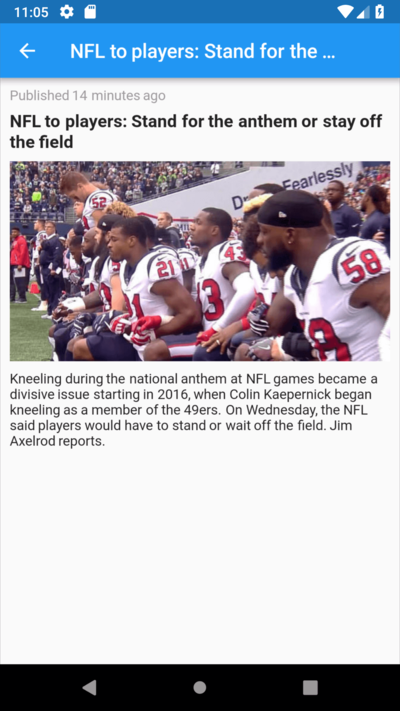 11:05
NFL to players: Stand for the ...
Published 14 minutes ago
NFL to players: Stand for the anthem or stay off
the field
Fearlessly
52
21
43
58
Kneeling during the national anthem at NFL games became a
divisive issue starting in 2016, when Colin Kaepernick began
kneeling as a member of the 49ers. On Wednesday, the NFL
said players would have to stand or wait off the field. Jim
Axelrod reports.